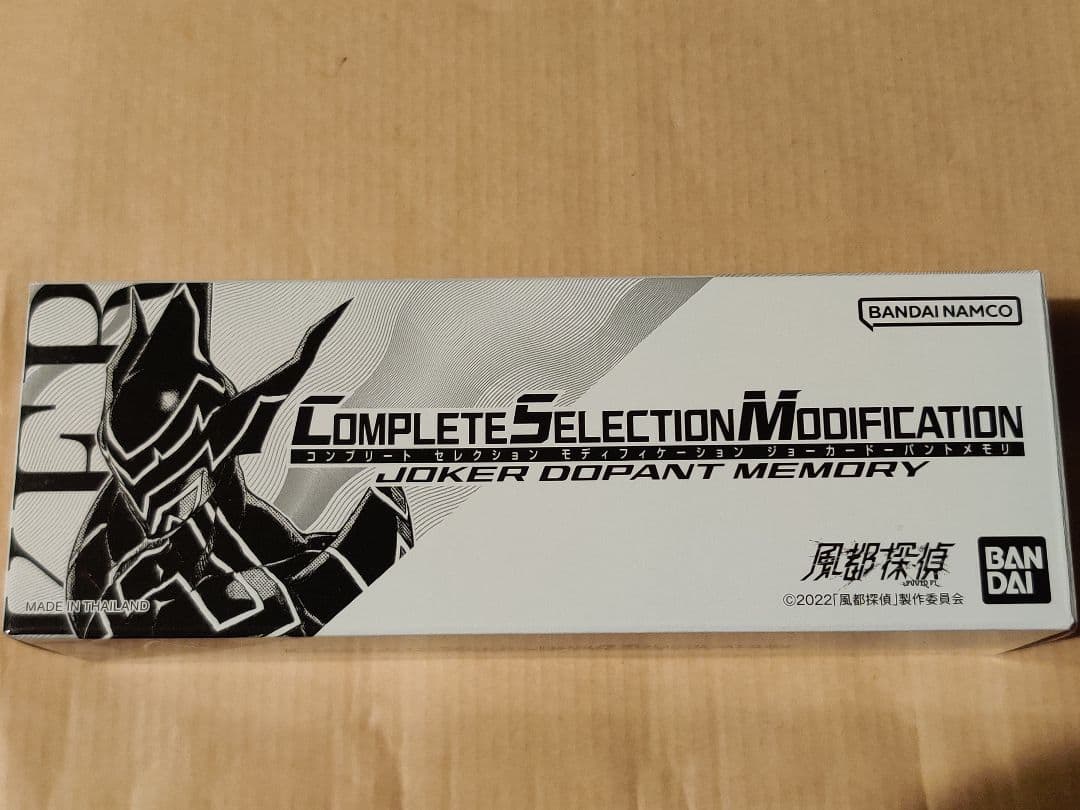 BANDAI NAMCO
COMPLETE SELECTION MODIFICATION
コンプリート セレクション モディフィケーション ジョーカードーパントメモリ
JOKER DOPANT MEMORY
風都探偵
BAN
DAI
©2022「風都探偵」製作委員会
MADE IN THAILAND